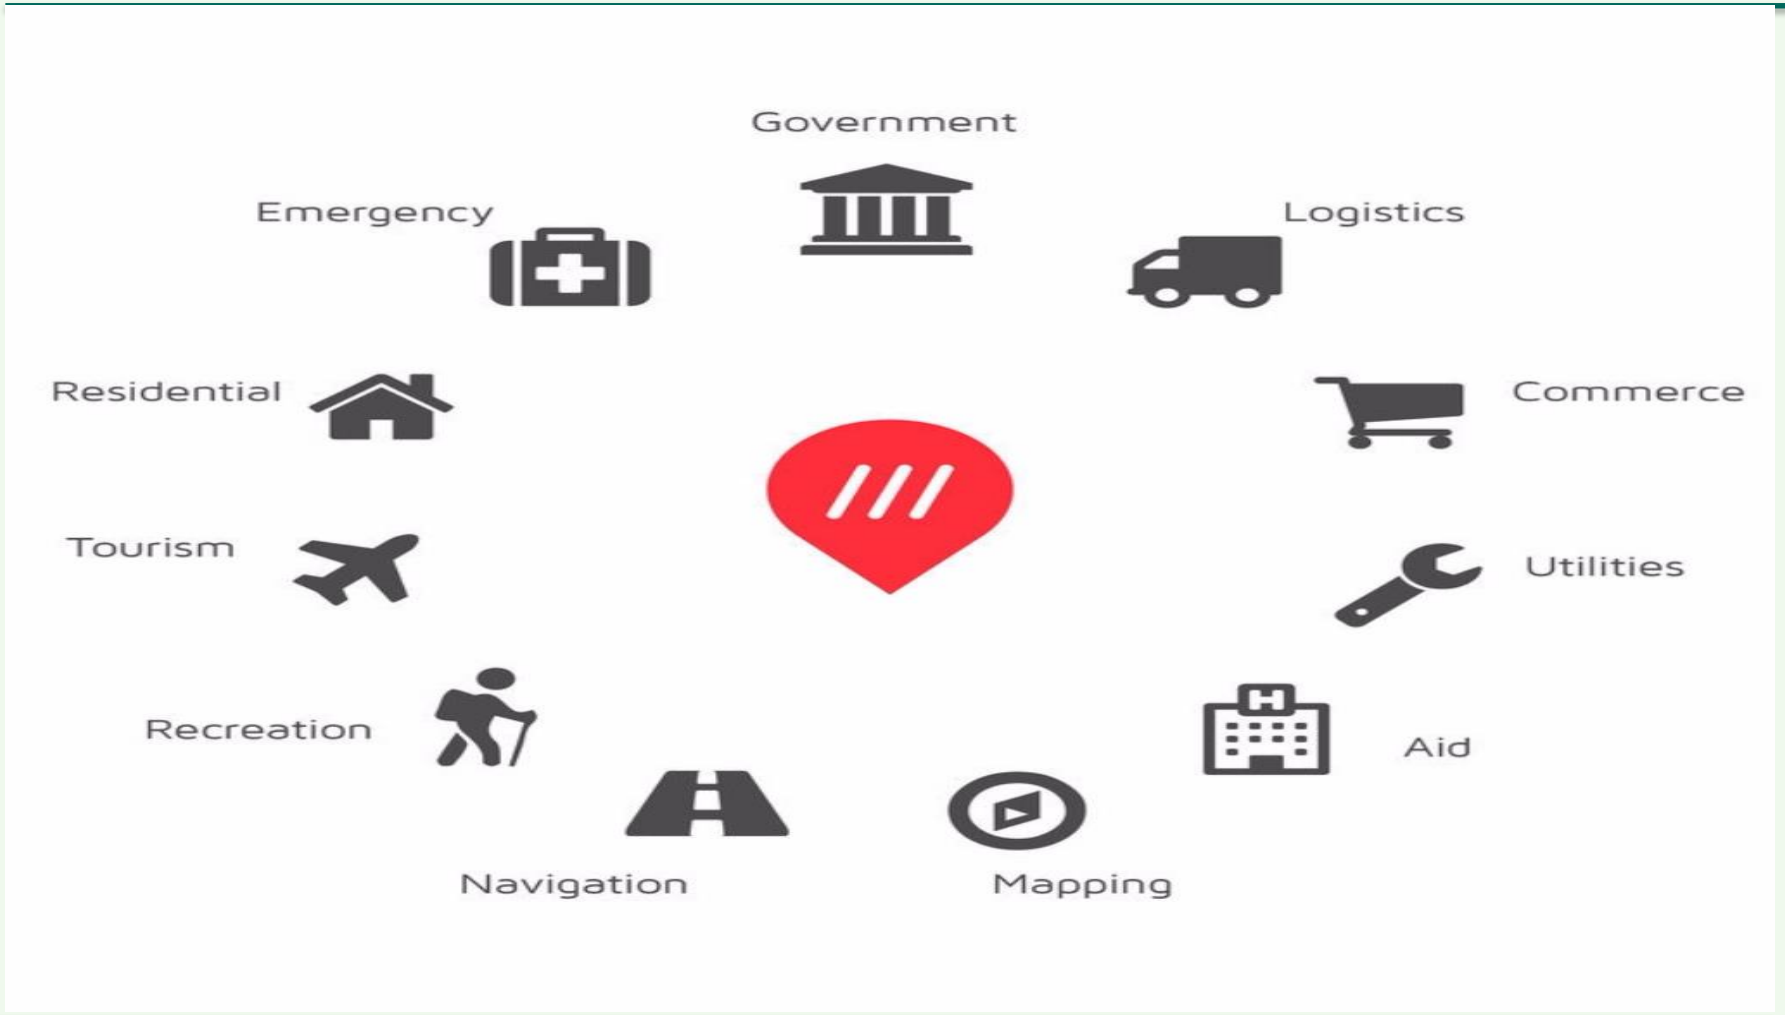 Government
Emergency
Logistics
Residential
Commerce
Tourism
Utilities
Recreation
Aid
Navigation
Mapping